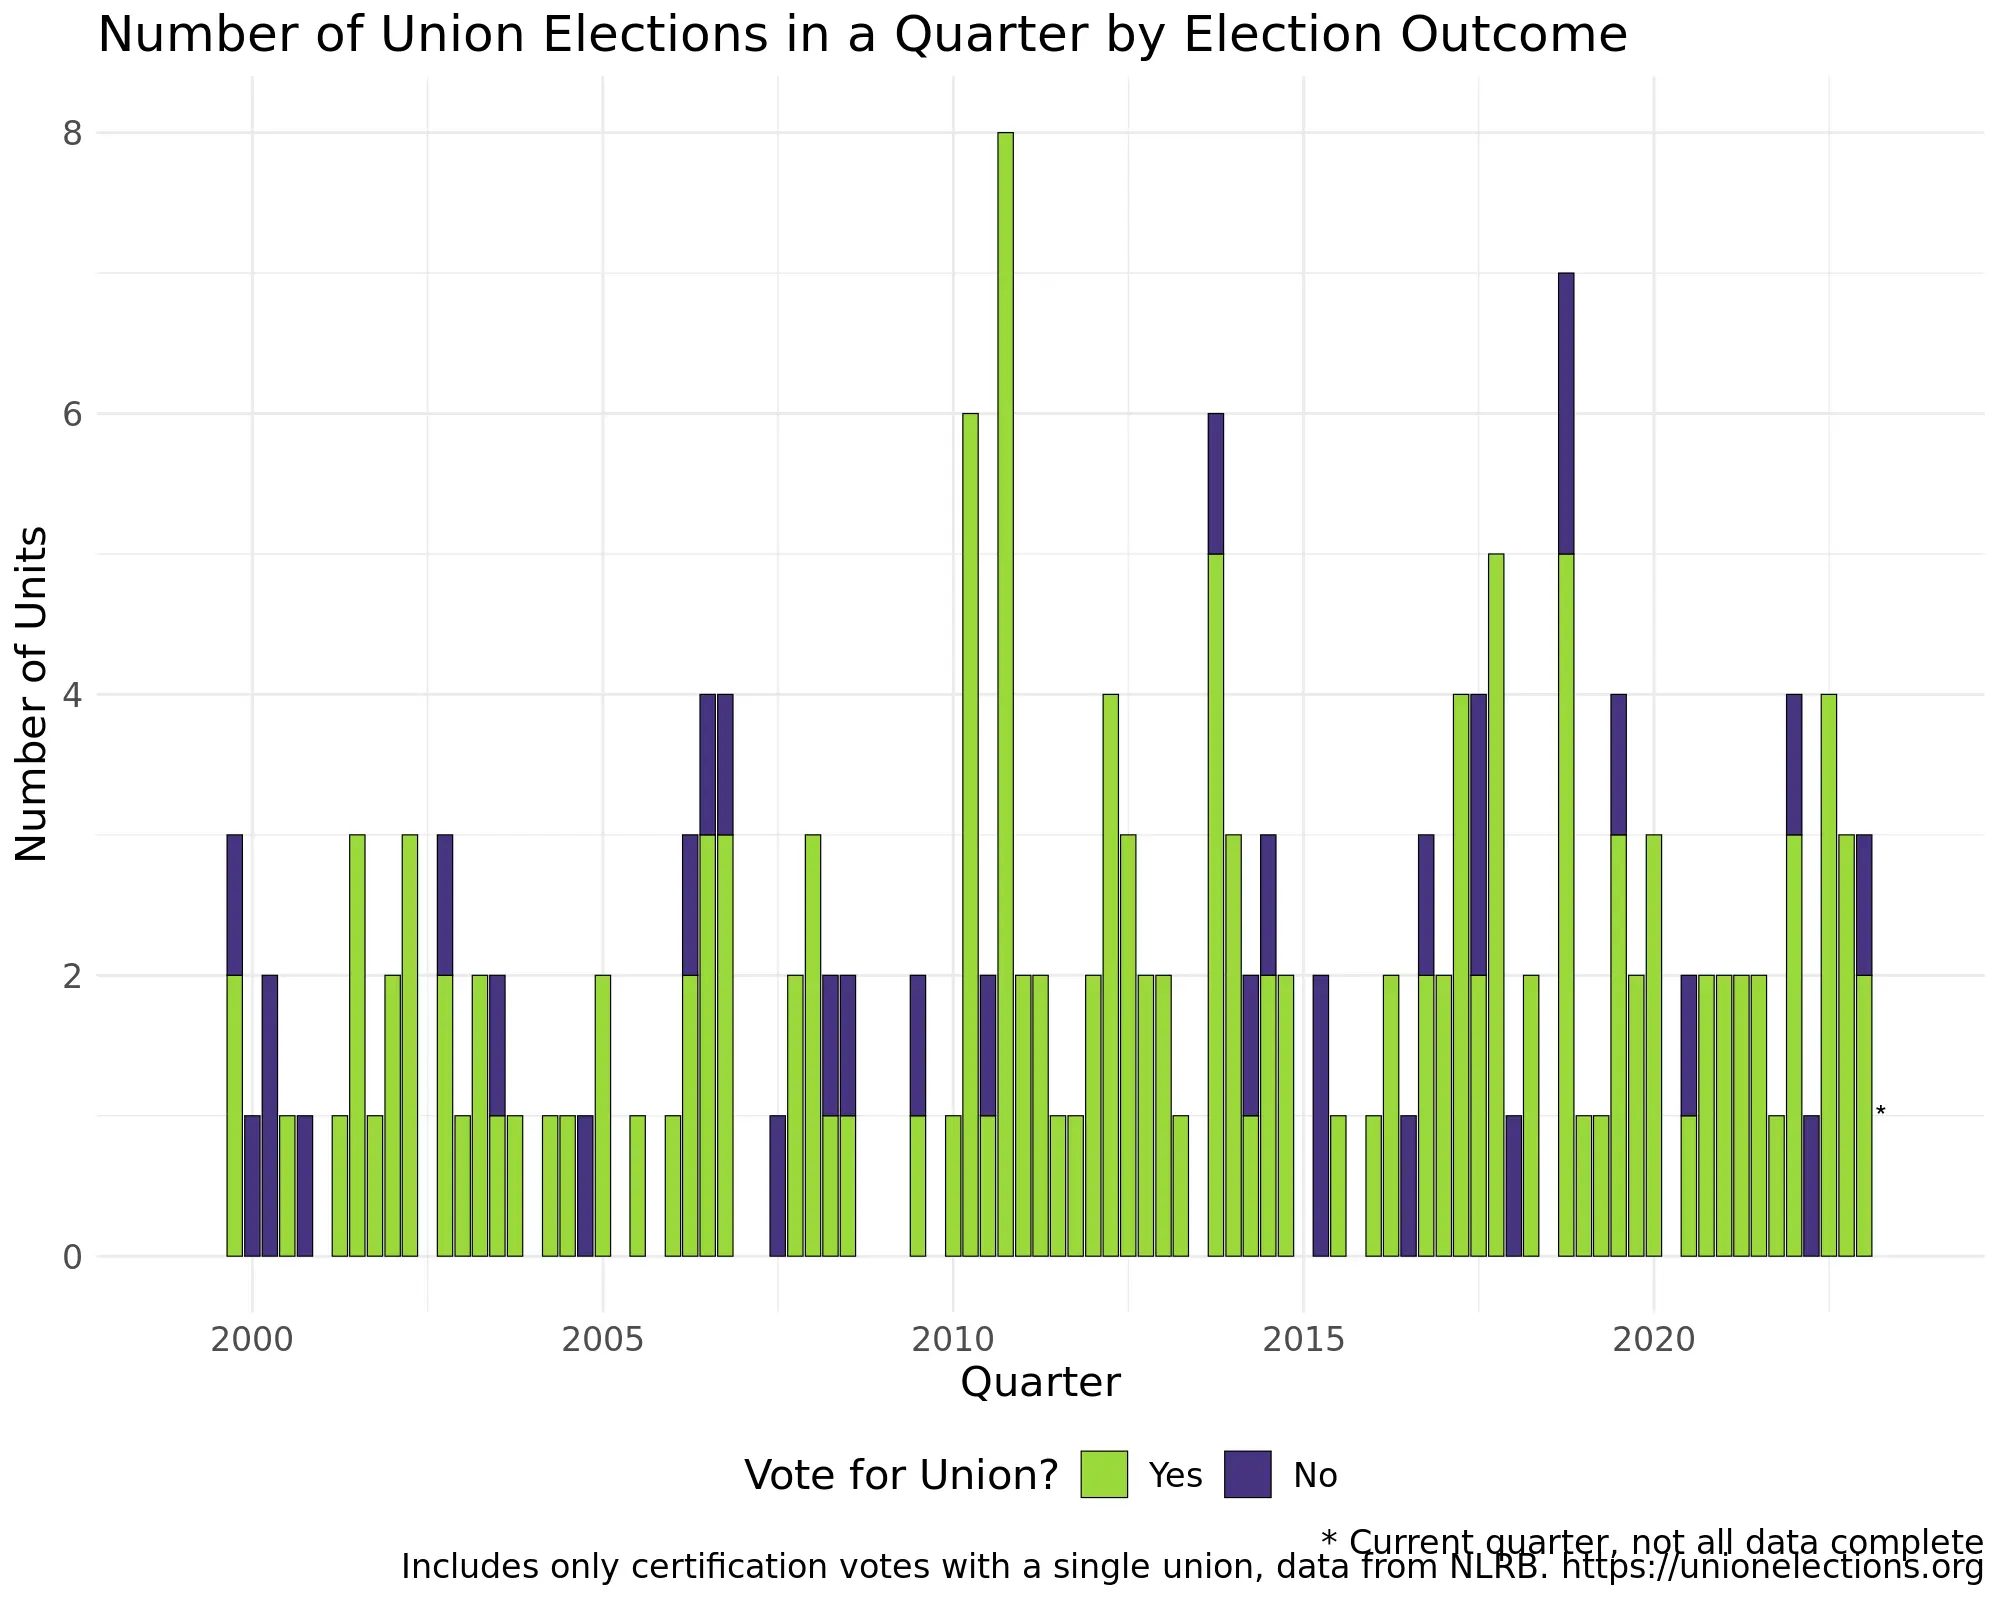 Number of Union Elections in a Quarter by Election Outcome
Number of Units
8
6
4
2
0
*
2000 2005 2010 2015 2020
Quarter
Vote for Union? Yes No
* Current quarter, not all data complete
Includes only certification votes with a single union, data from NLRB. https://unionelections.org